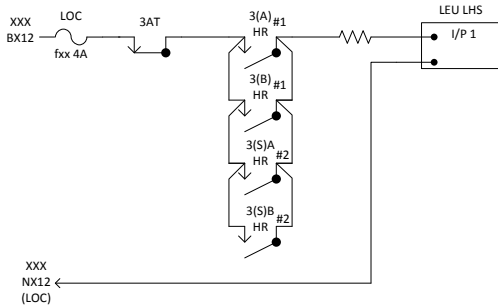 XXX
BX12
LOC
fxx 4A
3AT
3(A) #1
HR
3(B) #1
HR
3(S)A
HR #2
3(S)B
HR #2
LEU LHS
I/P 1
XXX
NX12
(LOC)